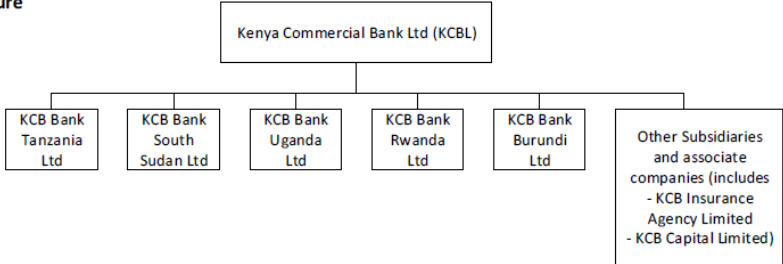 ure
Kenya Commercial Bank Ltd (KCBL)
KCB Bank
Tanzania
Ltd
KCB Bank
South
Sudan Ltd
KCB Bank
Uganda
Ltd
KCB Bank
Rwanda
Ltd
KCB Bank
Burundi
Ltd
Other Subsidiaries
and associate
companies (includes
- KCB Insurance
Agency Limited
- KCB Capital Limited)